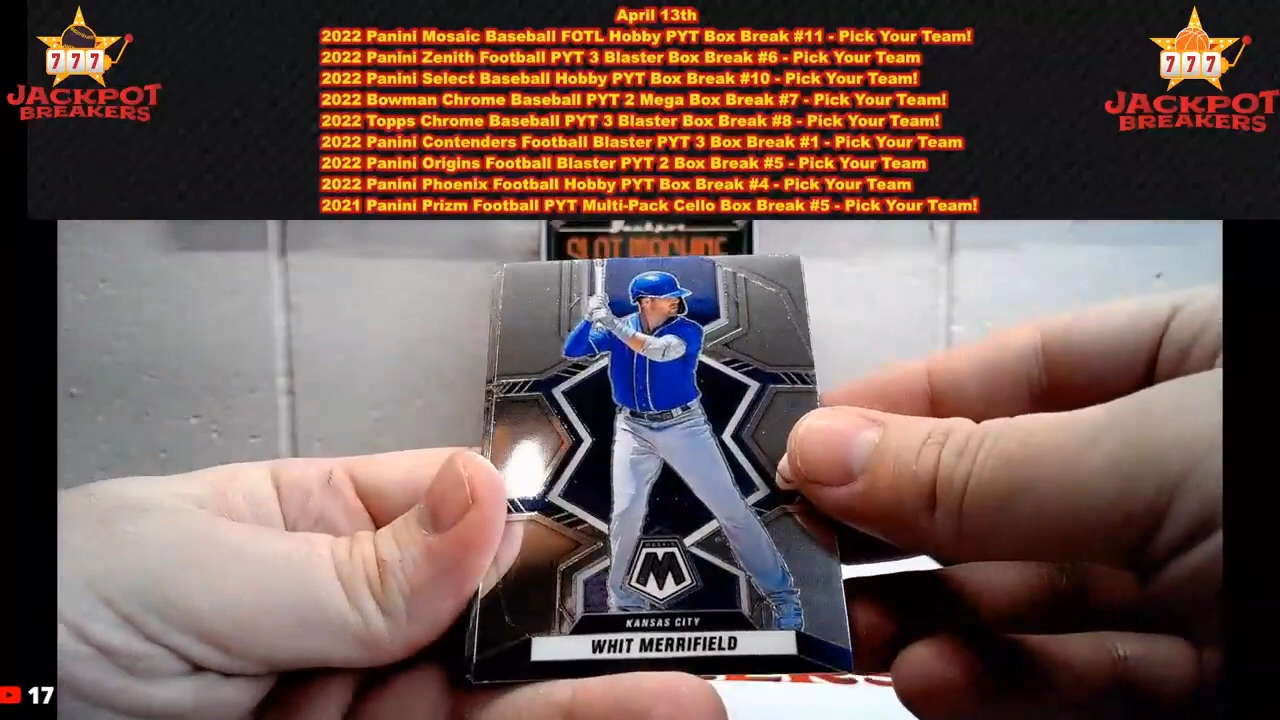 April 13th
2022 Panini Mosaic Baseball FOTL Hobby PYT Box Break #11 - Pick Your Team!
2022 Panini Zenith Football PYT 3 Blaster Box Break #6 - Pick Your Team
2022 Panini Select Baseball Hobby PYT Box Break #10 - Pick Your Team!
2022 Bowman Chrome Baseball PYT 2 Mega Box Break #7 - Pick Your Team!
2022 Topps Chrome Baseball PYT 3 Blaster Box Break #8 - Pick Your Team!
2022 Panini Contenders Football Blaster PYT 3 Box Break #1 - Pick Your Team
2022 Panini Origins Football Blaster PYT 2 Box Break #5 - Pick Your Team
2022 Panini Phoenix Football Hobby PYT Box Break #4 - Pick Your Team
2021 Panini Prizm Football PYT Multi-Pack Cello Box Break #5 - Pick Your Team!
777
JACKPOT
BREAKERS
777
JACKPOT
BREAKERS
Jackpot
SLOT MACHINE
MOSAIC
M
KANSAS CITY
WHIT MERRIFIELD
17